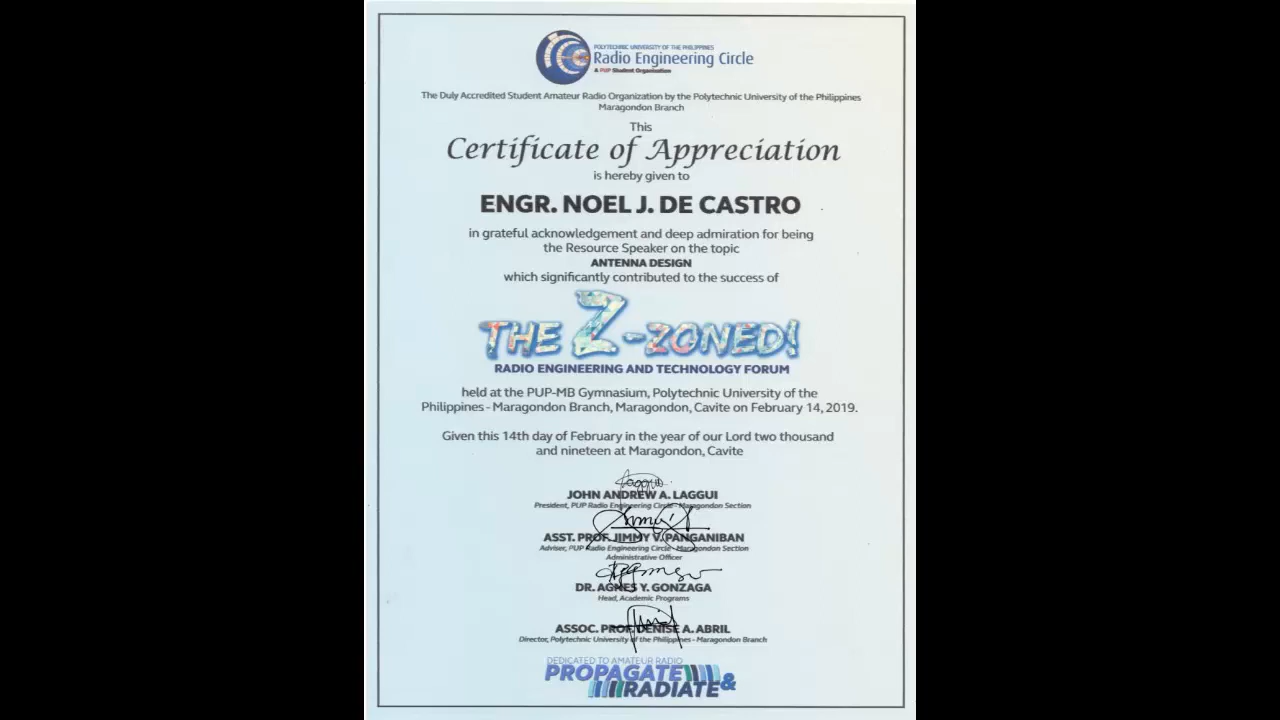 POLYTECHNIC UNIVERSITY OF THE PHILIPPINES
Radio Engineering Circle
A PUP Student Organization
The Duly Accredited Student Amateur Radio Organization by the Polytechnic University of the Philippines
Maragondon Branch
This
Certificate of Appreciation
is hereby given to
ENGR. NOEL J. DE CASTRO
in grateful acknowledgement and deep admiration for being
the Resource Speaker on the topic
ANTENNA DESIGN
which significantly contributed to the success of
THE Z-ZONED!
RADIO ENGINEERING AND TECHNOLOGY FORUM
held at the PUP-MB Gymnasium, Polytechnic University of the
Philippines - Maragondon Branch, Maragondon, Cavite on February 14, 2019.
Given this 14th day of February in the year of our Lord two thousand
and nineteen at Maragondon, Cavite
JOHN ANDREW A. LAGGUI
President, PUP Radio Engineering Circle - Maragondon Section
ASST. PROF. JIMMY V. PANGANIBAN
Adviser, PUP Radio Engineering Circle - Maragondon Section
Administrative Officer
DR. AGNES Y. GONZAGA
Head, Academic Programs
ASSOC. PROF. DENISE A. ABRIL
Director, Polytechnic University of the Philippines - Maragondon Branch
DEDICATED TO AMATEUR RADIO
PROPAGATE
& RADIATE